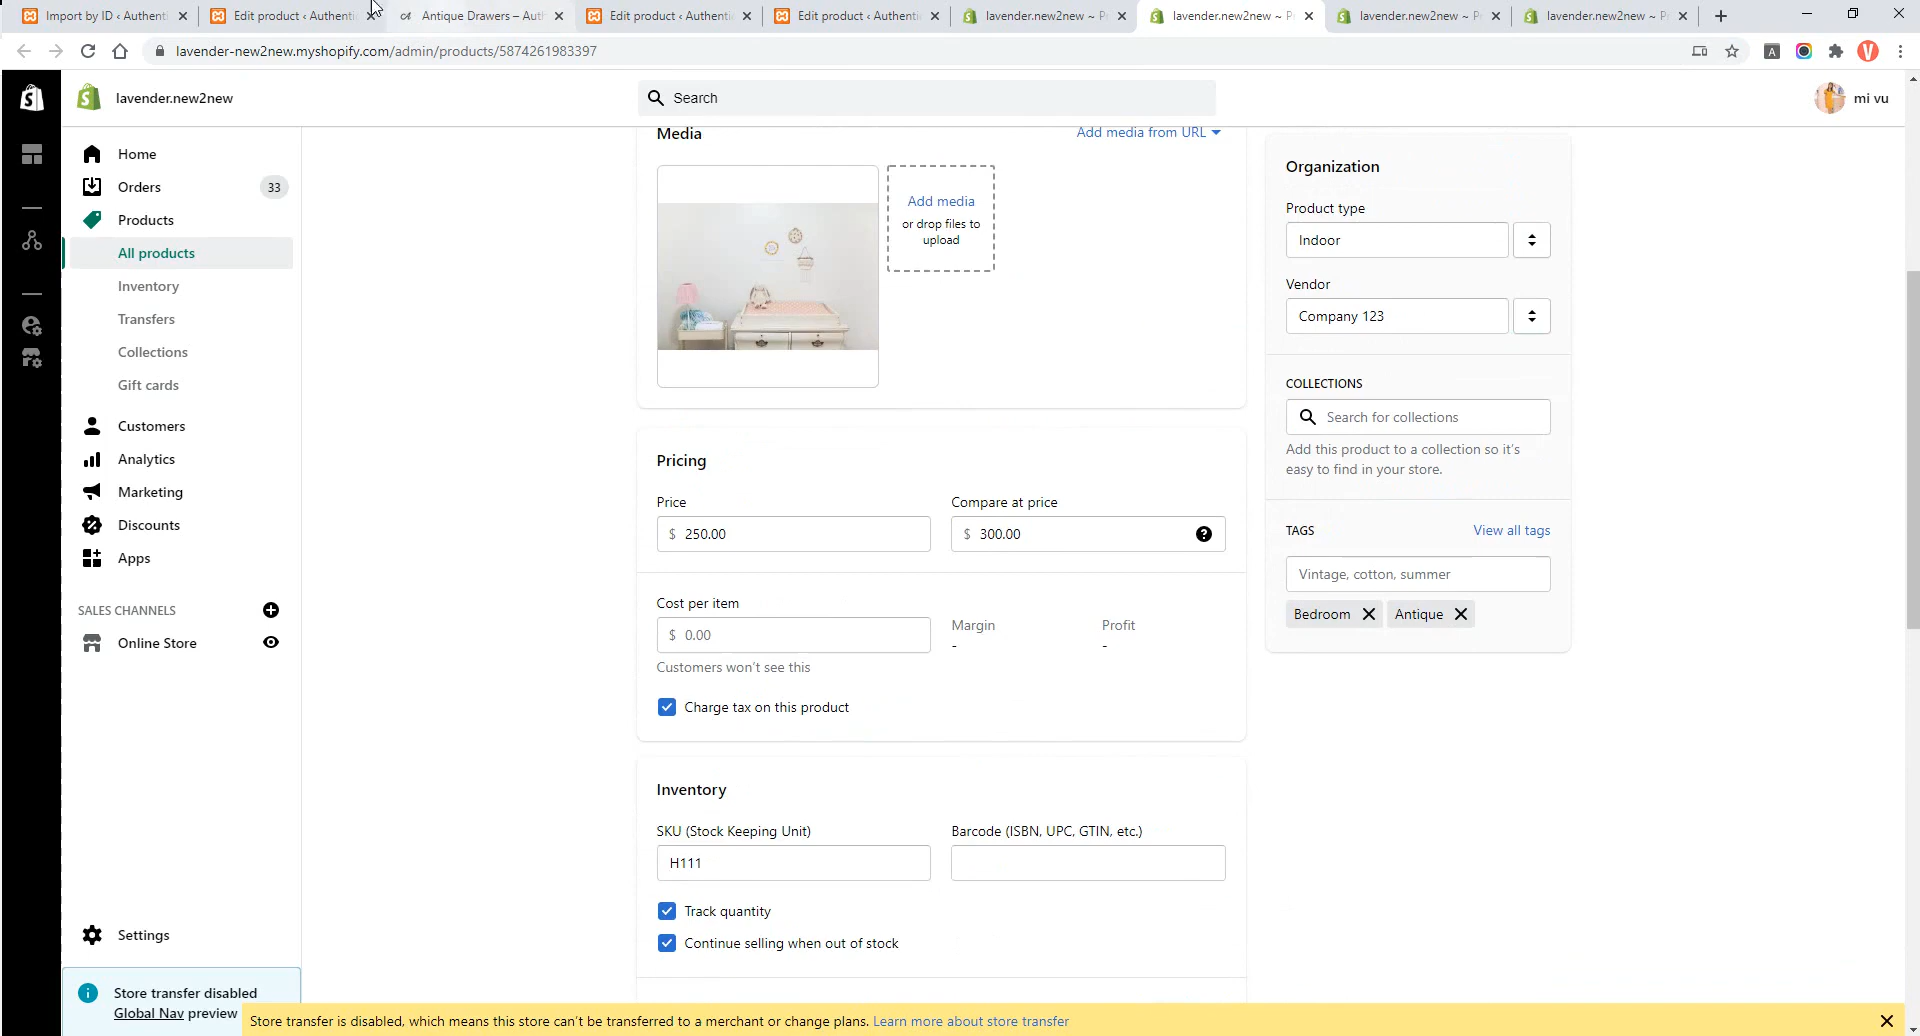 Import by ID ‹ Authenti
Edit product ‹ Authenti
Antique Drawers – Aut
Edit product ‹ Authenti
Edit product ‹ Authenti
lavender.new2new ~ P
lavender.new2new ~ P
lavender.new2new ~ P
lavender.new2new ~ P
lavender-new2new.myshopify.com/admin/products/5874261983397
A
V
lavender.new2new
Search
mi vu
Home
Orders
33
Products
All products
Inventory
Transfers
Collections
Gift cards
Customers
Analytics
Marketing
Discounts
Apps
SALES CHANNELS
Online Store
Settings
Store transfer disabled
Global Nav preview
Media
Add media from URL
Add media
or drop files to
upload
Pricing
Price
Compare at price
$ 250.00
$ 300.00
Cost per item
$ 0.00
Margin
-
Profit
-
Customers won't see this
Charge tax on this product
Inventory
SKU (Stock Keeping Unit)
Barcode (ISBN, UPC, GTIN, etc.)
H111
Track quantity
Continue selling when out of stock
Organization
Product type
Indoor
Vendor
Company 123
COLLECTIONS
Search for collections
Add this product to a collection so it's
easy to find in your store.
TAGS
View all tags
Vintage, cotton, summer
Bedroom
Antique
Store transfer is disabled, which means this store can't be transferred to a merchant or change plans. Learn more about store transfer